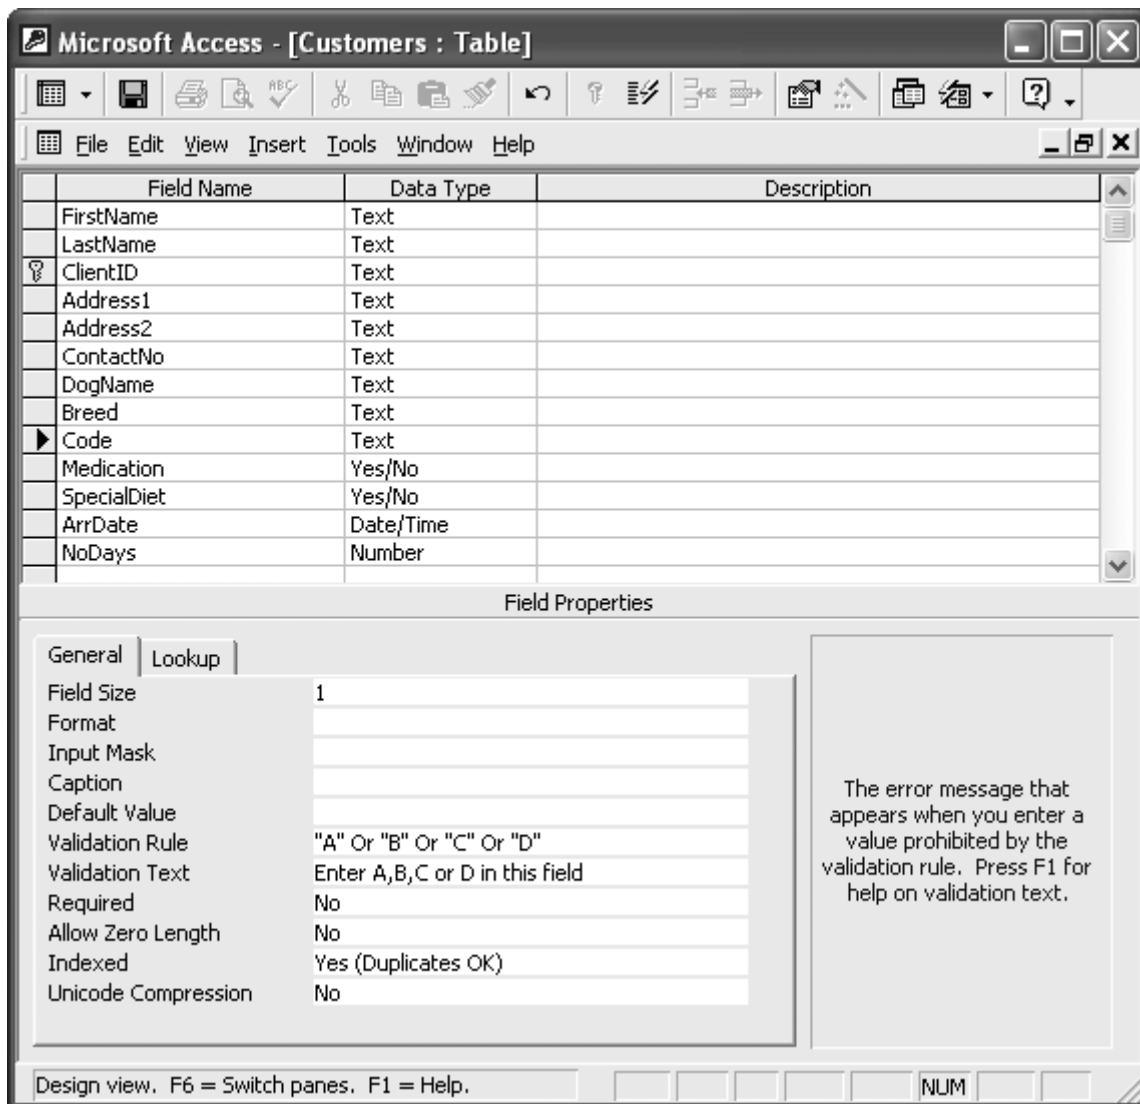 Microsoft Access - [Customers : Table]
ABC
File Edit View Insert Tools Window Help
Field Name Data Type Description
FirstName Text
LastName Text
ClientID Text
Address1 Text
Address2 Text
ContactNo Text
DogName Text
Breed Text
Code Text
Medication Yes/No
SpecialDiet Yes/No
ArrDate Date/Time
NoDays Number
Field Properties
General Lookup
Field Size 1
Format
Input Mask
Caption
Default Value
Validation Rule "A" Or "B" Or "C" Or "D"
Validation Text Enter A,B,C or D in this field
Required No
Allow Zero Length No
Indexed Yes (Duplicates OK)
Unicode Compression No
The error message that
appears when you enter a
value prohibited by the
validation rule. Press F1 for
help on validation text.
Design view. F6 = Switch panes. F1 = Help. NUM